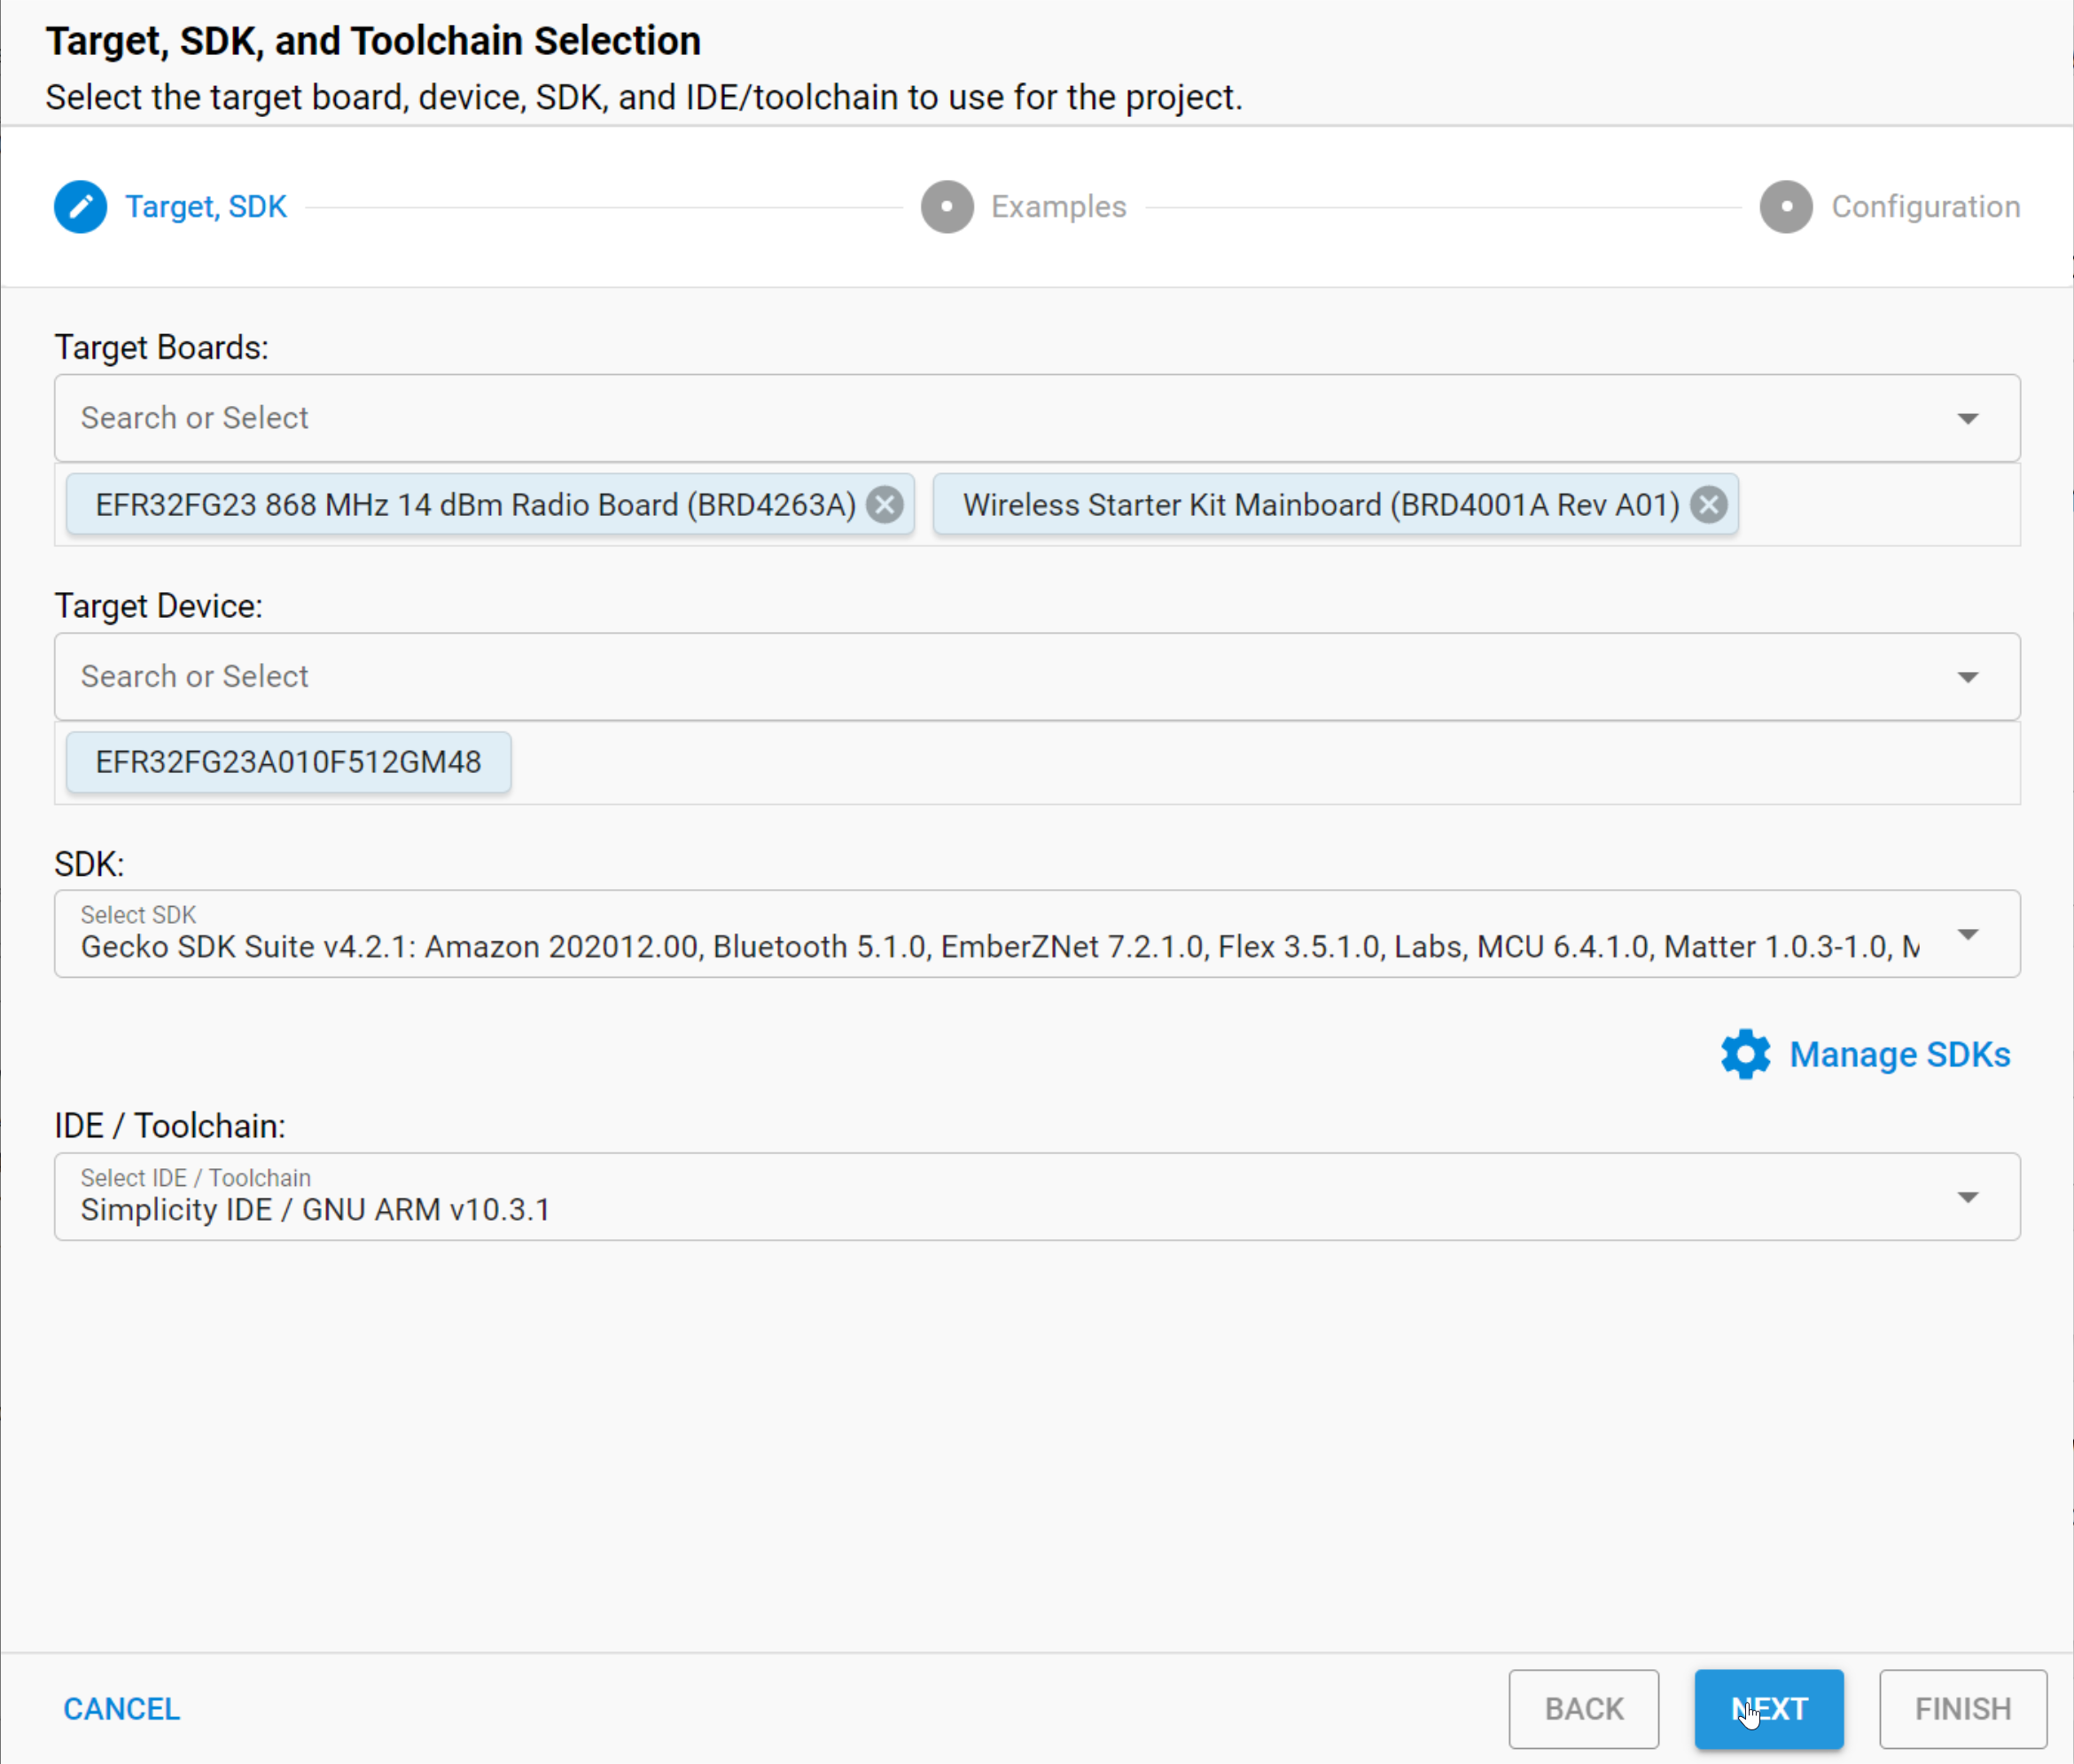 Target, SDK, and Toolchain Selection
Select the target board, device, SDK, and IDE/toolchain to use for the project.
Target, SDK
Examples
Configuration
Target Boards:
Search or Select
EFR32FG23 868 MHz 14 dBm Radio Board (BRD4263A)
Wireless Starter Kit Mainboard (BRD4001A Rev A01)
Target Device:
Search or Select
EFR32FG23A010F512GM48
SDK:
Select SDK
Gecko SDK Suite v4.2.1: Amazon 202012.00, Bluetooth 5.1.0, EmberZNet 7.2.1.0, Flex 3.5.1.0, Labs, MCU 6.4.1.0, Matter 1.0.3-1.0, M
Manage SDKs
IDE / Toolchain:
Select IDE / Toolchain
Simplicity IDE / GNU ARM v10.3.1
CANCEL
BACK
NEXT
FINISH